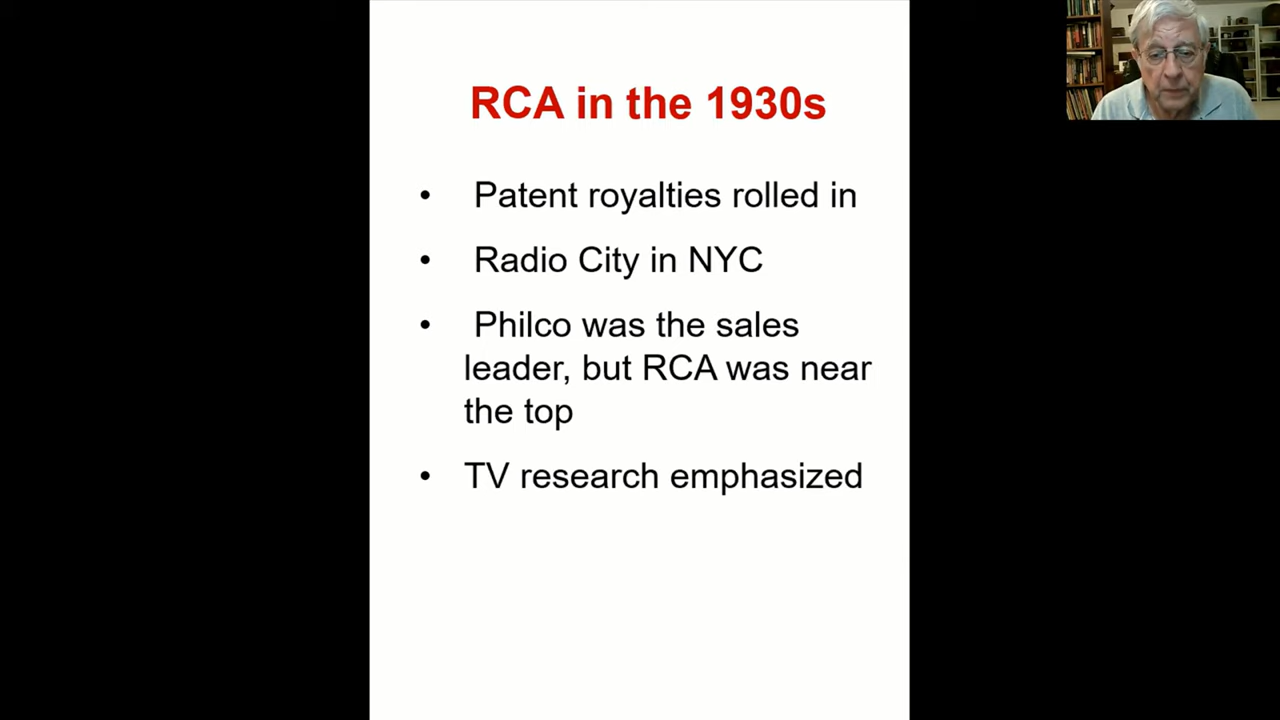 RCA in the 1930s
• Patent royalties rolled in
• Radio City in NYC
• Philco was the sales
leader, but RCA was near
the top
• TV research emphasized